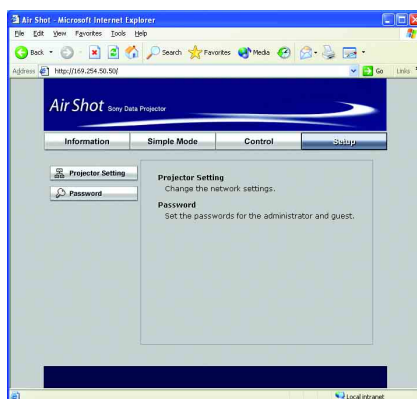 Air Shot - Microsoft Internet Explorer
File Edit View Favorites Tools Help
Back Search Favorites Media
Address http://169.254.50.50/ Go Links
Air Shot Sony Data Projector
Information Simple Mode Control Setup
Projector Setting
Password
Projector Setting
Change the network settings.
Password
Set the passwords for the administrator and guest.
Local intranet